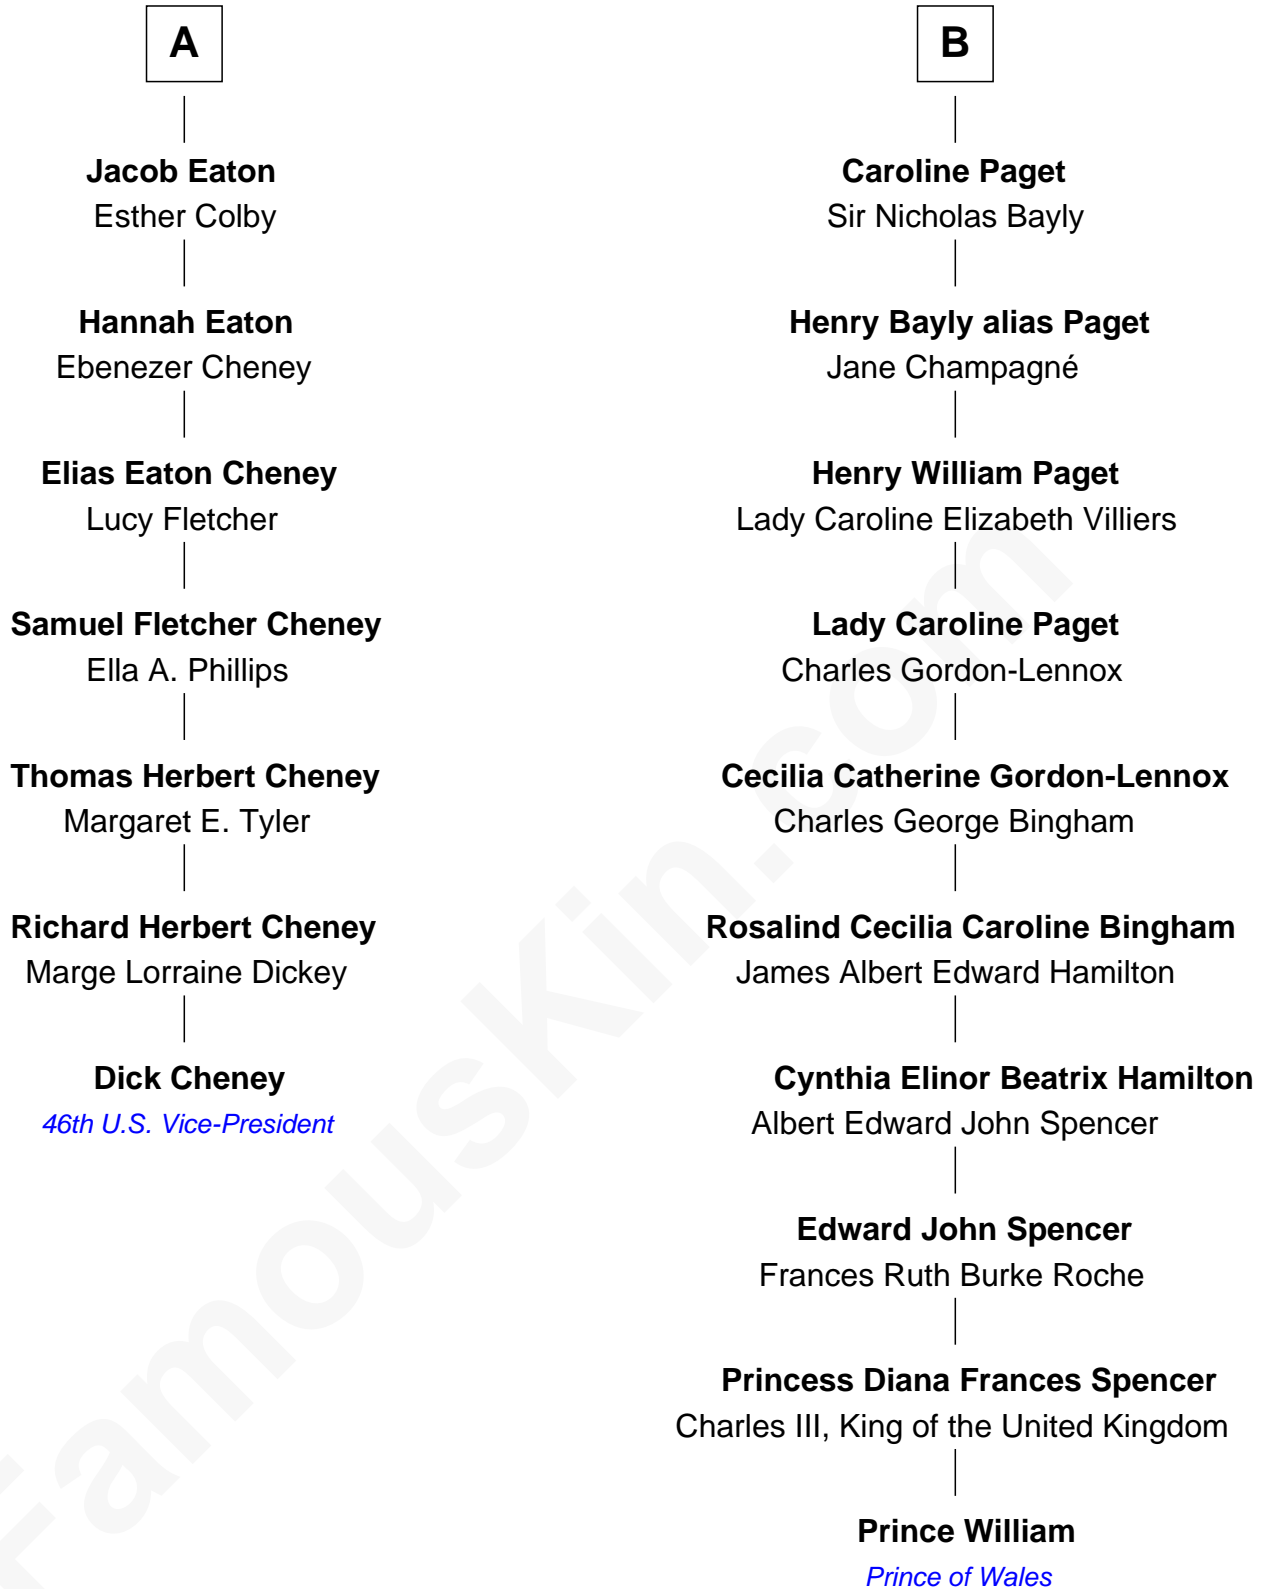 A
Jacob Eaton
Esther Colby
Hannah Eaton
Ebenezer Cheney
Elias Eaton Cheney
Lucy Fletcher
Samuel Fletcher Cheney
Ella A. Phillips
Thomas Herbert Cheney
Margaret E. Tyler
Richard Herbert Cheney
Marge Lorraine Dickey
Dick Cheney
46th U.S. Vice-President
B
Caroline Paget
Sir Nicholas Bayly
Henry Bayly alias Paget
Jane Champagné
Henry William Paget
Lady Caroline Elizabeth Villiers
Lady Caroline Paget
Charles Gordon-Lennox
Cecilia Catherine Gordon-Lennox
Charles George Bingham
Rosalind Cecilia Caroline Bingham
James Albert Edward Hamilton
Cynthia Elinor Beatrix Hamilton
Albert Edward John Spencer
Edward John Spencer
Frances Ruth Burke Roche
Princess Diana Frances Spencer
Charles III, King of the United Kingdom
Prince William
Prince of Wales
FamousKin.com